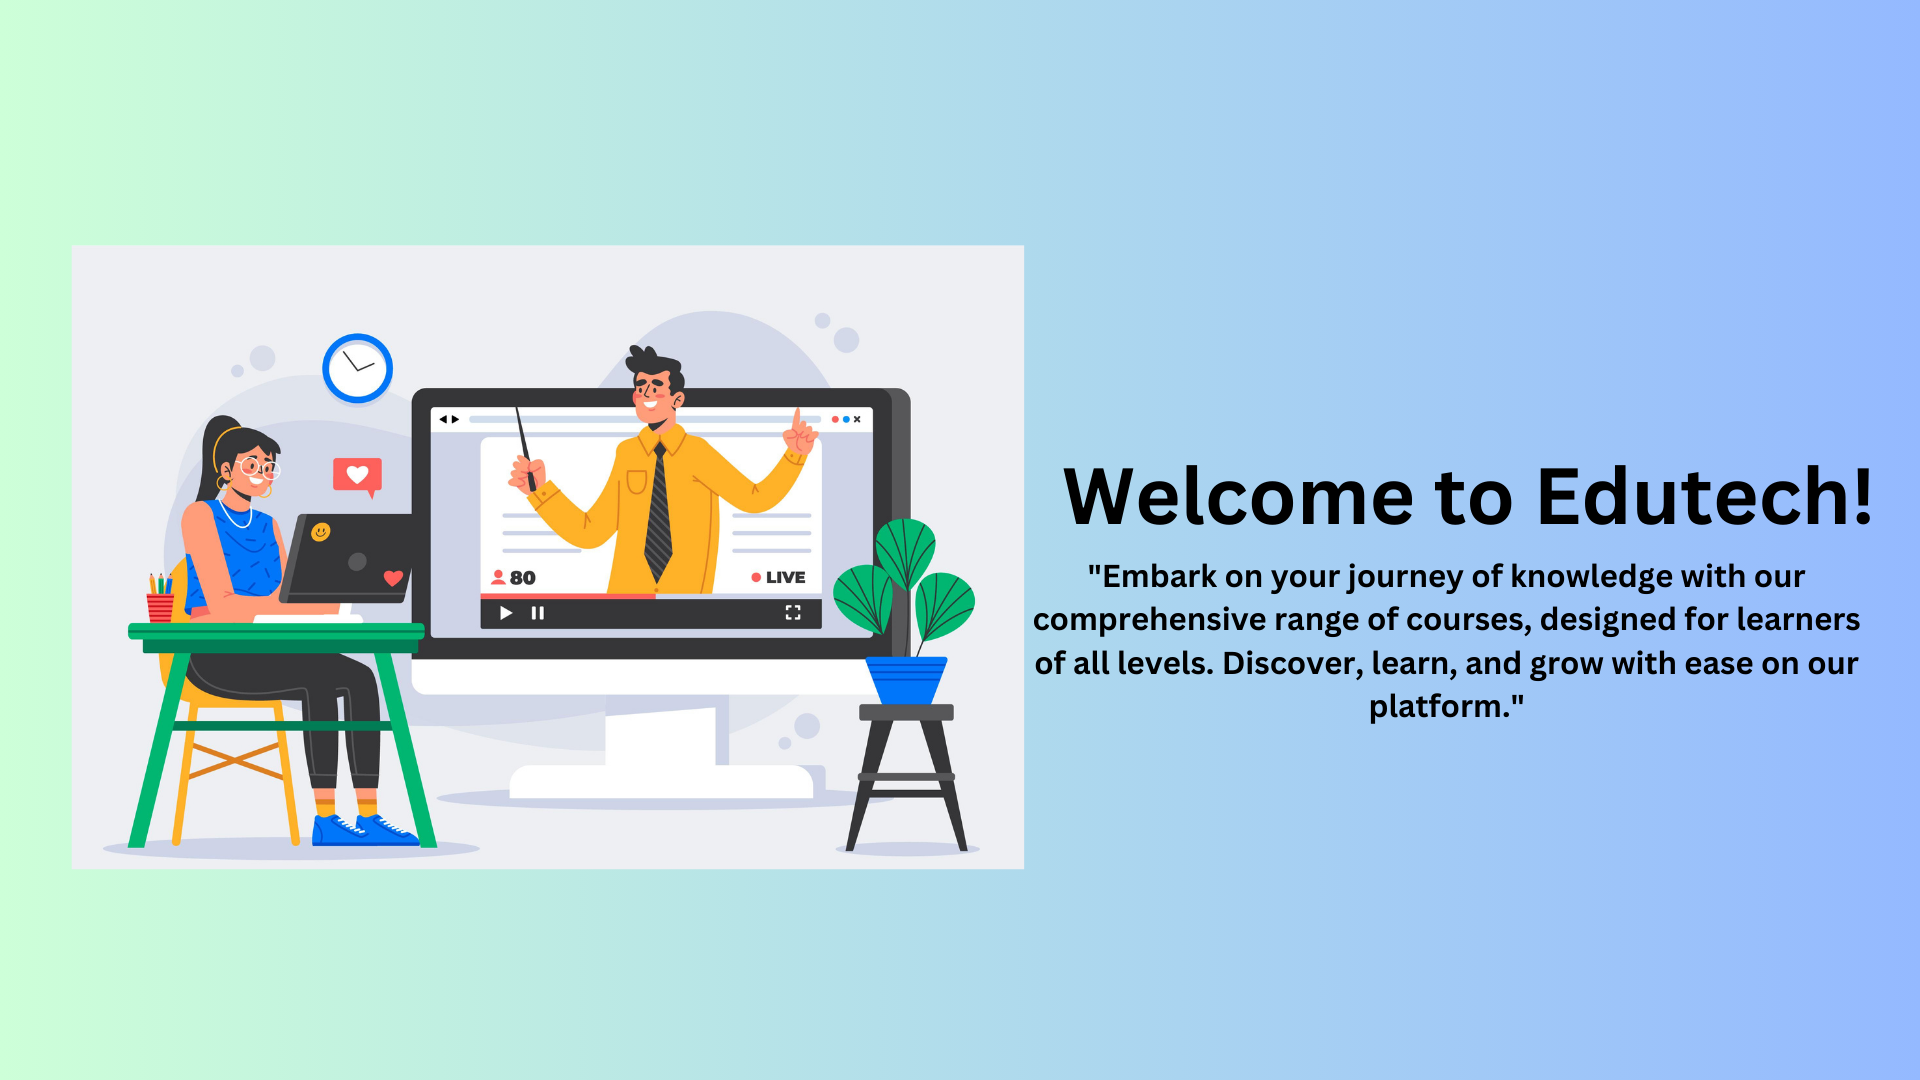 80
LIVE
Welcome to Edutech!
"Embark on your journey of knowledge with our
comprehensive range of courses, designed for learners
of all levels. Discover, learn, and grow with ease on our
platform."